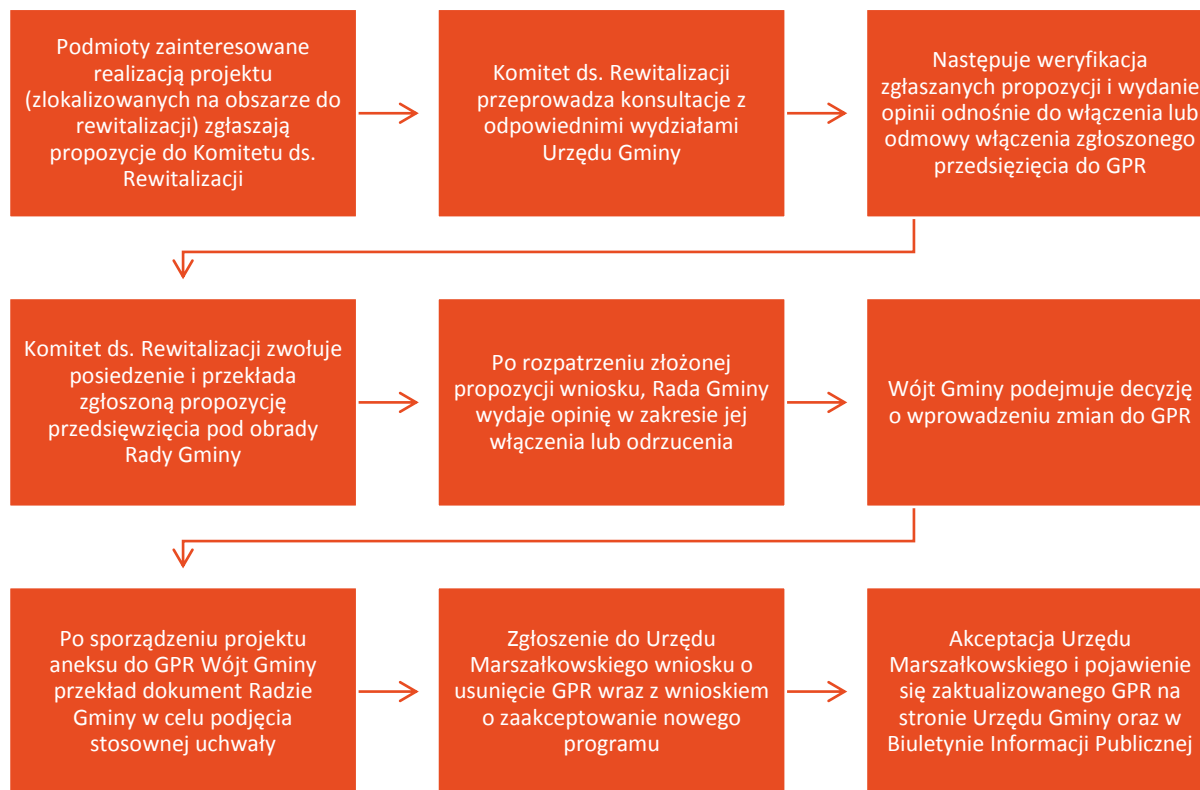 Podmioty zainteresowane
realizacją projektu
(zlokalizowanych na obszarze do
rewitalizacji) zgłaszają
propozycje do Komitetu ds.
Rewitalizacji
Komitet ds. Rewitalizacji
przeprowadza konsultacje z
odpowiednimi wydziałami
Urzędu Gminy
Następuje weryfikacja
zgłaszanych propozycji i wydanie
opinii odnośnie do włączenia lub
odmowy włączenia zgłoszonego
przedsięzięcia do GPR
Komitet ds. Rewitalizacji zwołuje
posiedzenie i przekłada
zgłoszoną propozycję
przedsięwzięcia pod obrady
Rady Gminy
Po rozpatrzeniu złożonej
propozycji wniosku, Rada Gminy
wydaje opinię w zakresie jej
włączenia lub odrzucenia
Wójt Gminy podejmuje decyzję
o wprowadzeniu zmian do GPR
Po sporządzeniu projektu
aneksu do GPR Wójt Gminy
przekład dokument Radzie
Gminy w celu podjęcia
stosownej uchwały
Zgłoszenie do Urzędu
Marszałkowskiego wniosku o
usunięcie GPR wraz z wnioskiem
o zaakceptowanie nowego
programu
Akceptacja Urzędu
Marszałkowskiego i pojawienie
się zaktualizowanego GPR na
stronie Urzędu Gminy oraz w
Biuletynie Informacji Publicznej